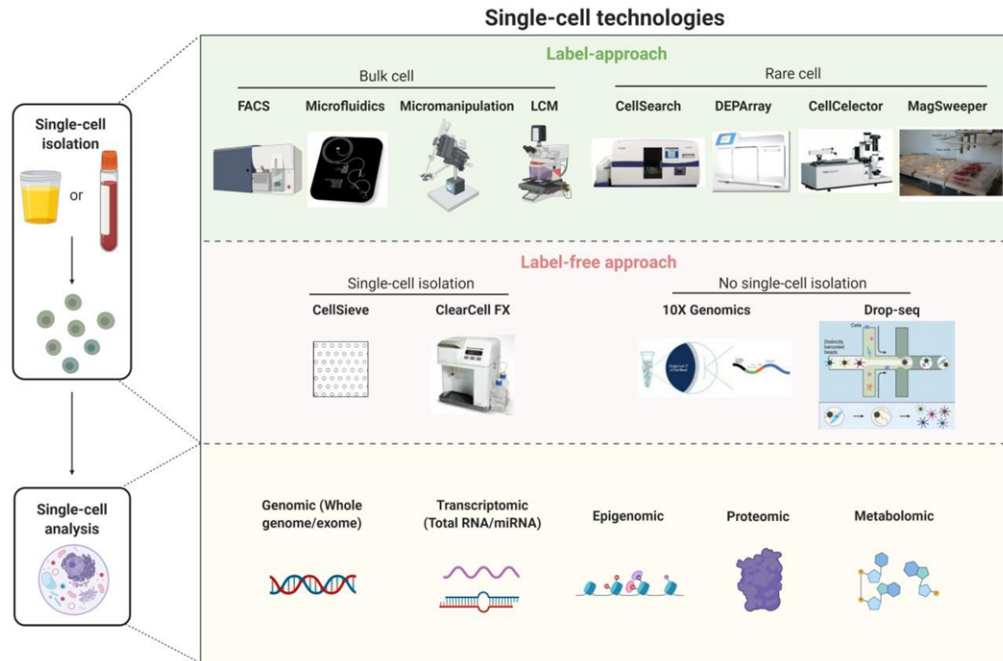 Single-cell technologies
Single-cell
isolation
or
Single-cell
analysis
Label-approach
Bulk cell
Rare cell
FACS
Microfluidics
Micromanipulation
LCM
CellSearch
DEPArray
CellCelector
MagSweeper
Label-free approach
Single-cell isolation
No single-cell isolation
CellSieve
ClearCell FX
10X Genomics
Drop-seq
Cells
Distinctly
barcoded
beads
Genomic (Whole
genome/exome)
Transcriptomic
(Total RNA/miRNA)
Epigenomic
Proteomic
Metabolomic